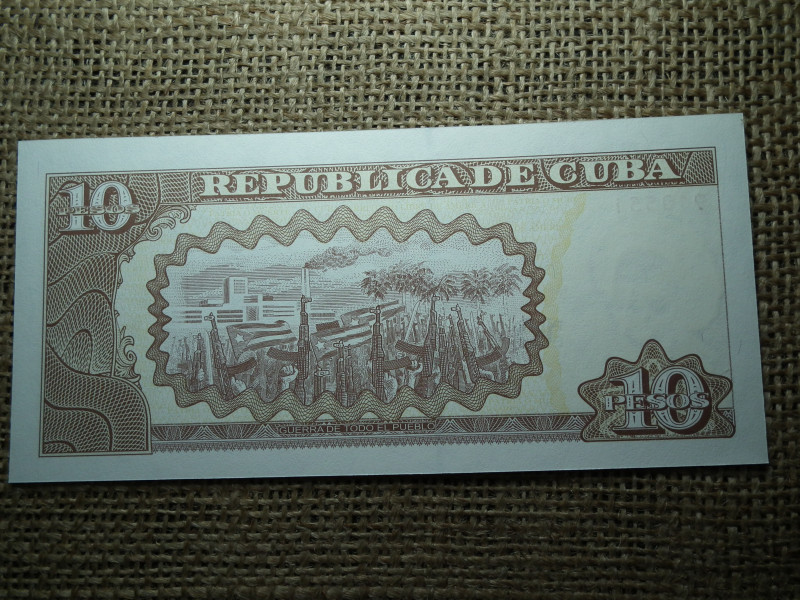 REPUBLICA DE CUBA
10
10
PESOS
GUERRA DE TODO EL PUEBLO